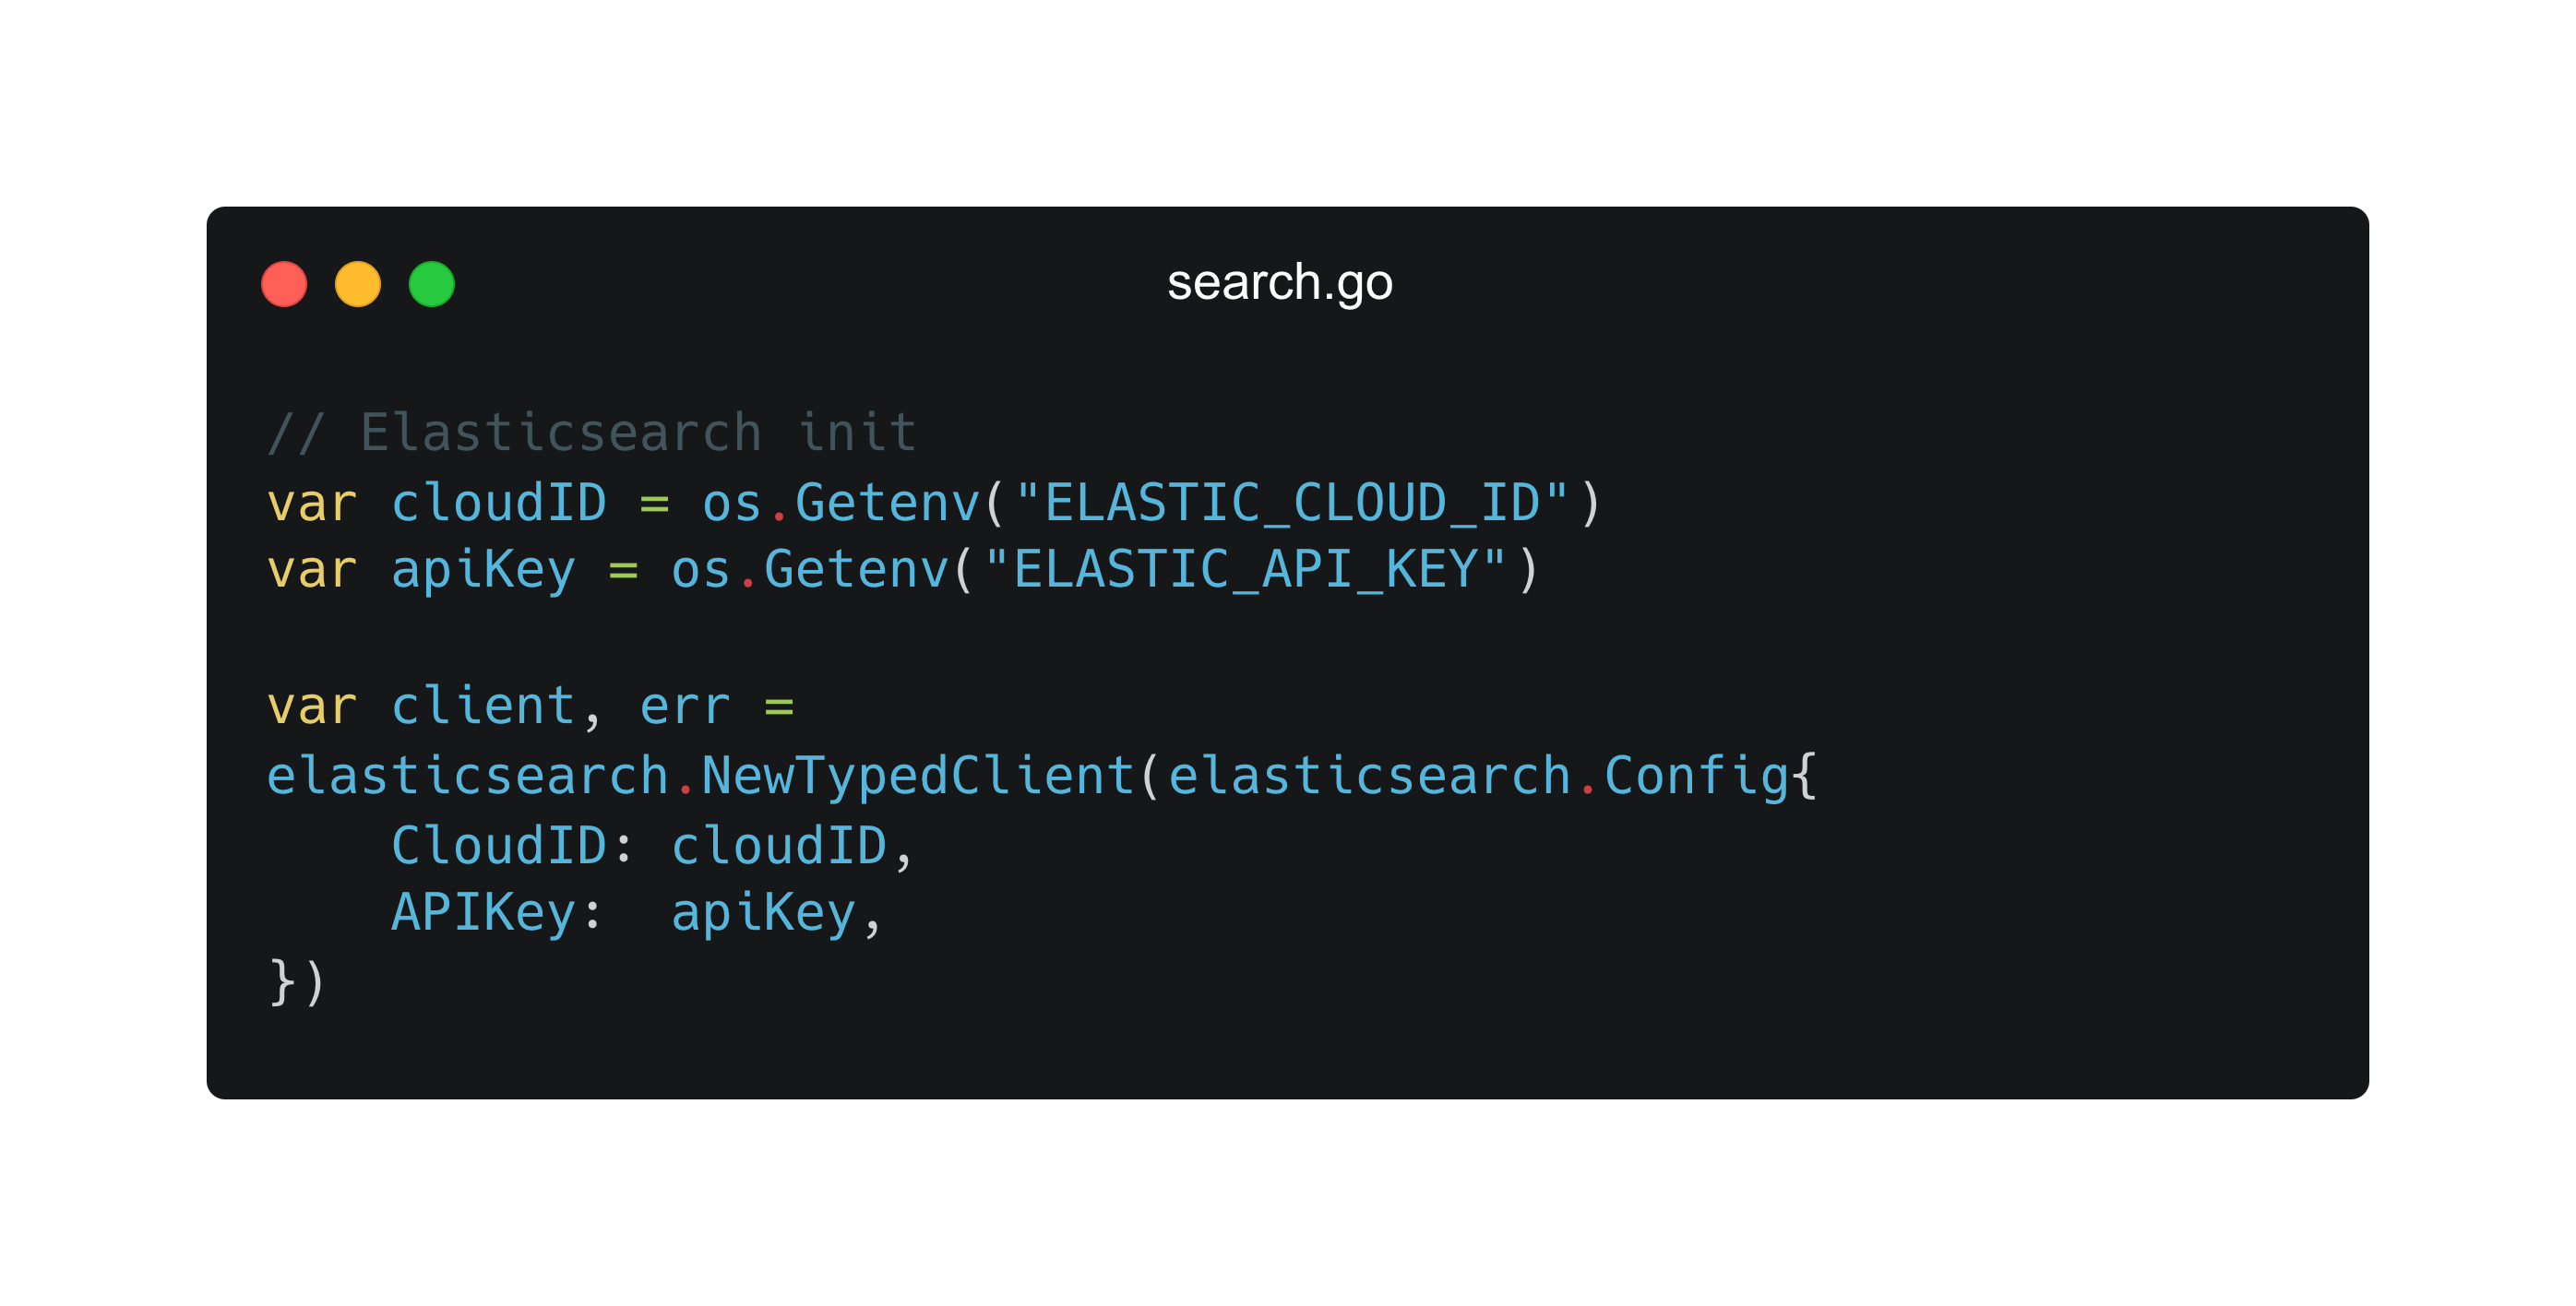 search.go
// Elasticsearch init
var cloudID = os.Getenv("ELASTIC_CLOUD_ID")
var apiKey = os.Getenv("ELASTIC_API_KEY")

var client, err =
elasticsearch.NewTypedClient(elasticsearch.Config{
    CloudID: cloudID,
    APIKey:  apiKey,
})